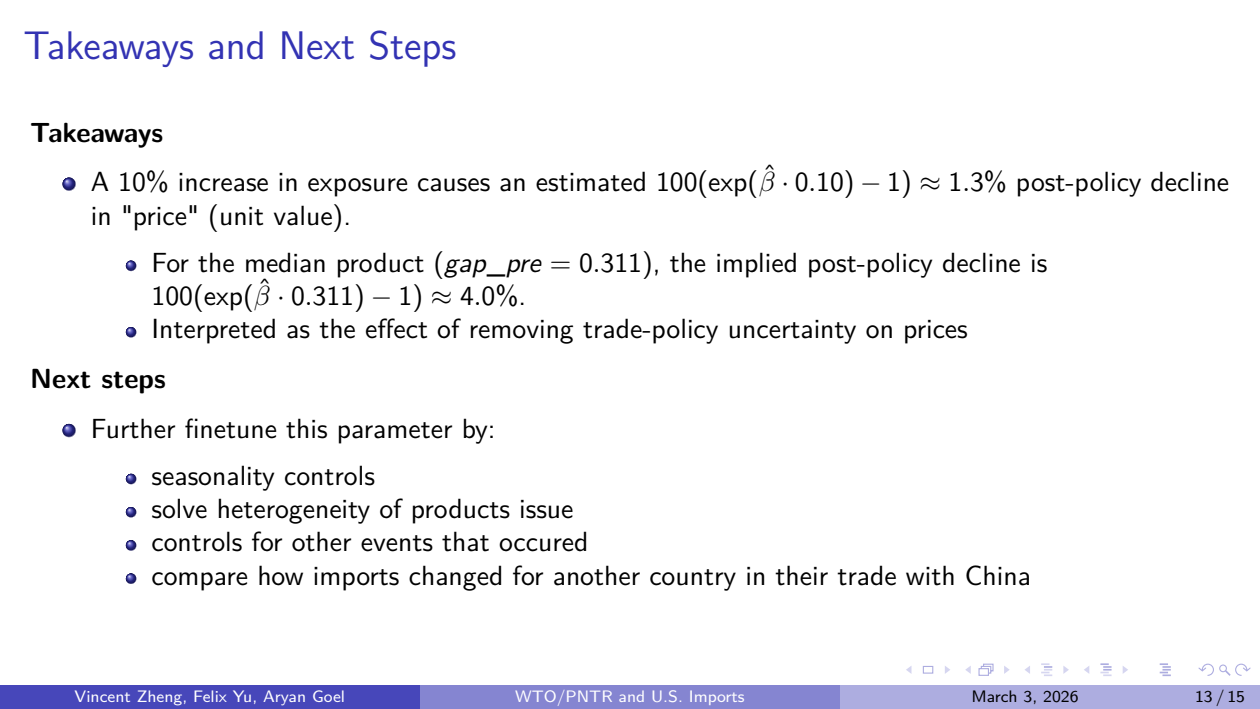 Takeaways and Next Steps
Takeaways
A 10% increase in exposure causes an estimated 100(exp(β̂ · 0.10) − 1) ≈ 1.3% post-policy decline
in "price" (unit value).
For the median product (gap_pre = 0.311), the implied post-policy decline is
100(exp(β̂ · 0.311) − 1) ≈ 4.0%.
Interpreted as the effect of removing trade-policy uncertainty on prices
Next steps
Further finetune this parameter by:
seasonality controls
solve heterogeneity of products issue
controls for other events that occured
compare how imports changed for another country in their trade with China
Vincent Zheng, Felix Yu, Aryan Goel WTO/PNTR and U.S. Imports March 3, 2026 13 / 15